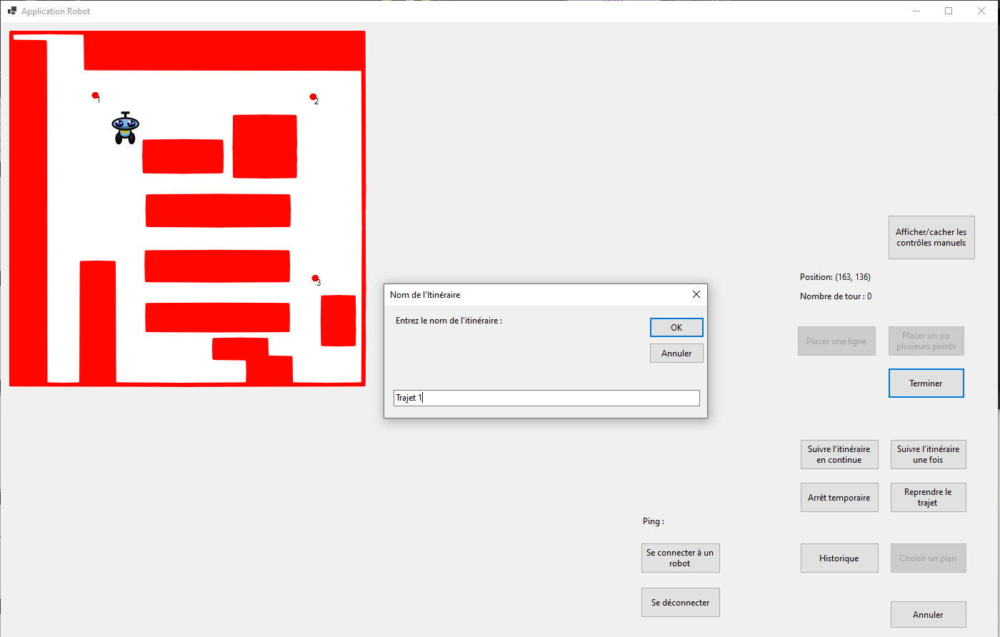 Application Robot
1
2
3
Afficher/cacher les
contrôles manuels
Position: (163, 136)
Nombre de tour : 0
Nom de l'Itinéraire
Entrez le nom de l'itinéraire :
OK
Annuler
Trajet 1
Placer une ligne
Placer un ou
plusieurs points
Terminer
Suivre l'itinéraire
en continue
Suivre l'itinéraire
une fois
Arrêt temporaire
Reprendre le
trajet
Ping :
Se connecter à un
robot
Historique
Choisir un plan
Se déconnecter
Annuler